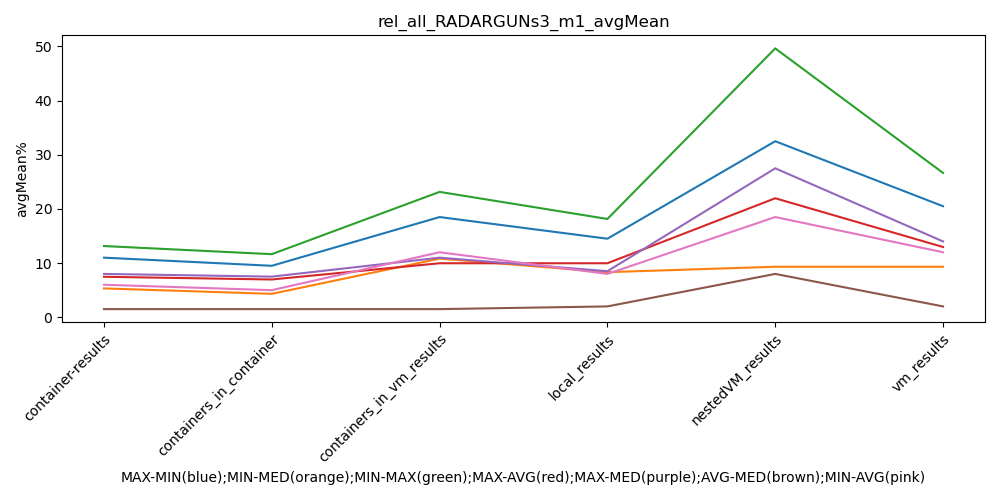 rel_all_RADARGUNs3_m1_avgMean
avgMean%
50
40
30
20
10
0
container-results
containers_in_container
containers_in_vm_results
local_results
nestedVM_results
vm_results
MAX-MIN(blue);MIN-MED(orange);MIN-MAX(green);MAX-AVG(red);MAX-MED(purple);AVG-MED(brown);MIN-AVG(pink)